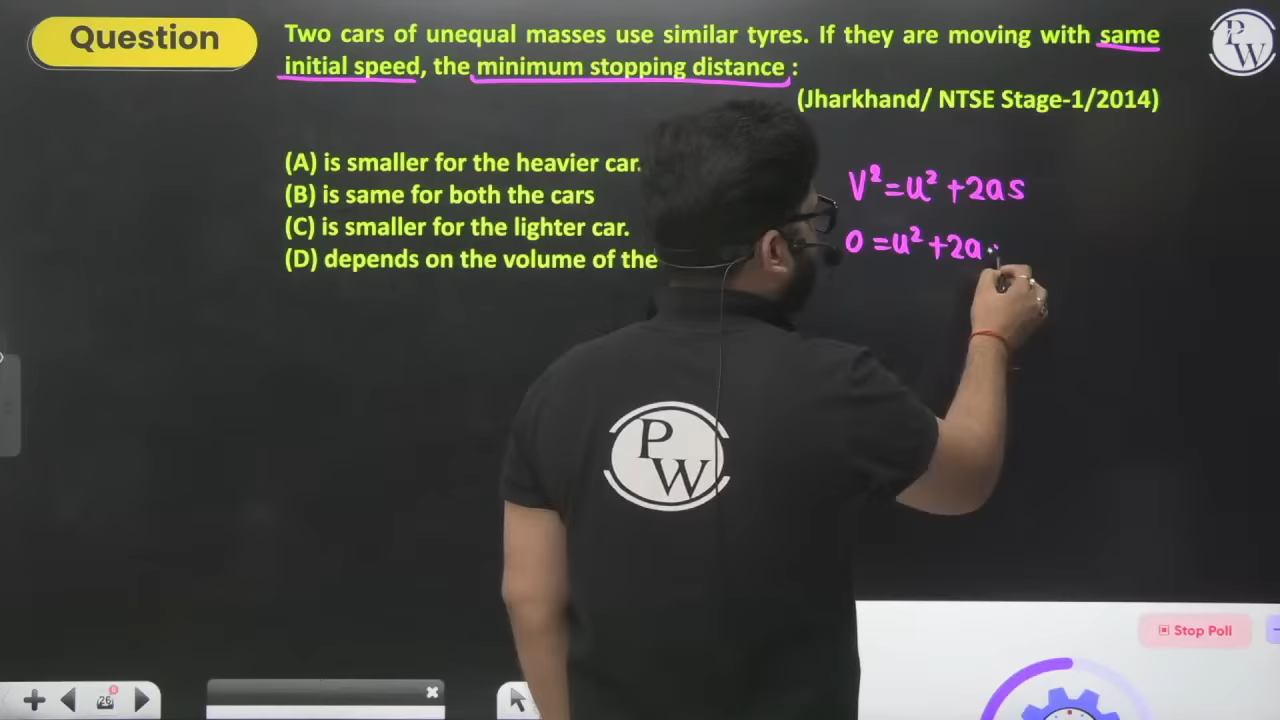 Question
Two cars of unequal masses use similar tyres. If they are moving with same
initial speed, the minimum stopping distance :
(Jharkhand/ NTSE Stage-1/2014)
(A) is smaller for the heavier car.
(B) is same for both the cars
(C) is smaller for the lighter car.
(D) depends on the volume of the
V² = u² + 2as
0 = u² + 2a
PW
PW
Stop Poll
26